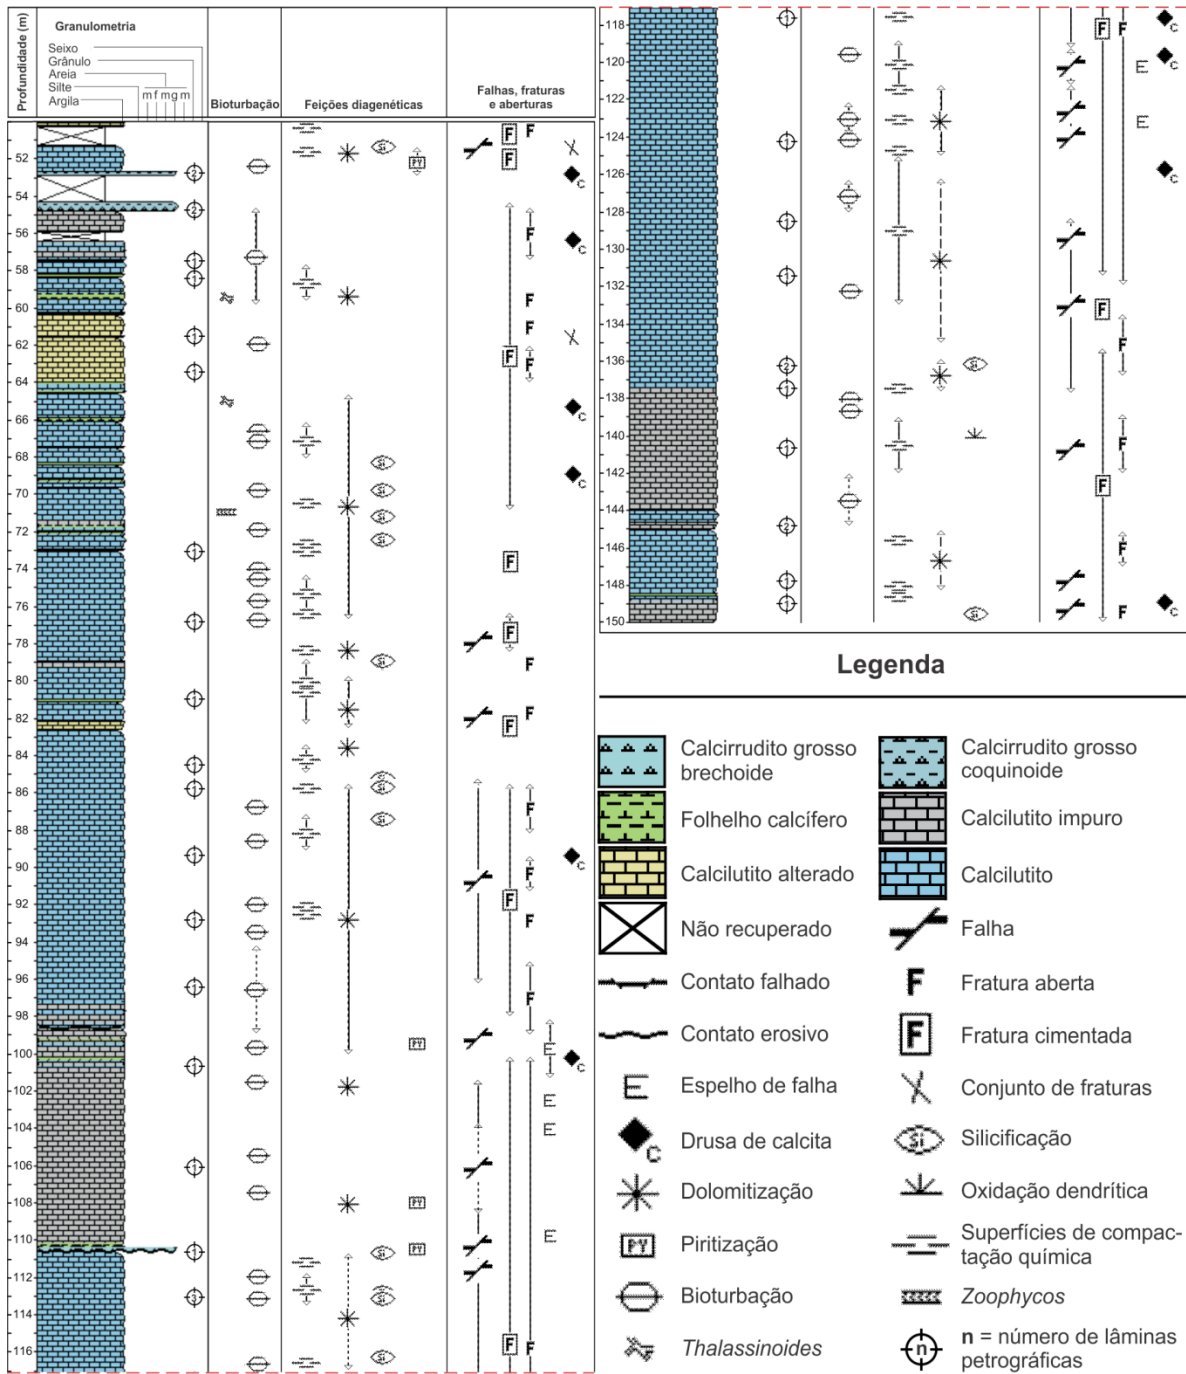 Profundidade (m)
Granulometria
Seixo
Grânulo
Areia
Silte
Argila
m f m g m
Bioturbação
Feições diagenéticas
Falhas, fraturas
e aberturas
52
54
56
58
60
62
64
66
68
70
72
74
76
78
80
82
84
86
88
90
92
94
96
98
100
102
104
106
108
110
112
114
116
118
120
122
124
126
128
130
132
134
136
138
140
142
144
146
148
150
Legenda
Calcirrudito grosso
brechoide
Calcirrudito grosso
coquinoide
Folhelho calcífero
Calcilutito impuro
Calcilutito alterado
Calcilutito
Não recuperado
Falha
Contato falhado
F Fratura aberta
Contato erosivo
F Fratura cimentada
E Espelho de falha
Conjunto de fraturas
C Drusa de calcita
Si Silicificação
Dolomitização
Oxidação dendrítica
PY Piritização
Superfícies de compac-
tação química
Bioturbação
Zoophycos
Thalassinoides
n n = número de lâminas
petrográficas